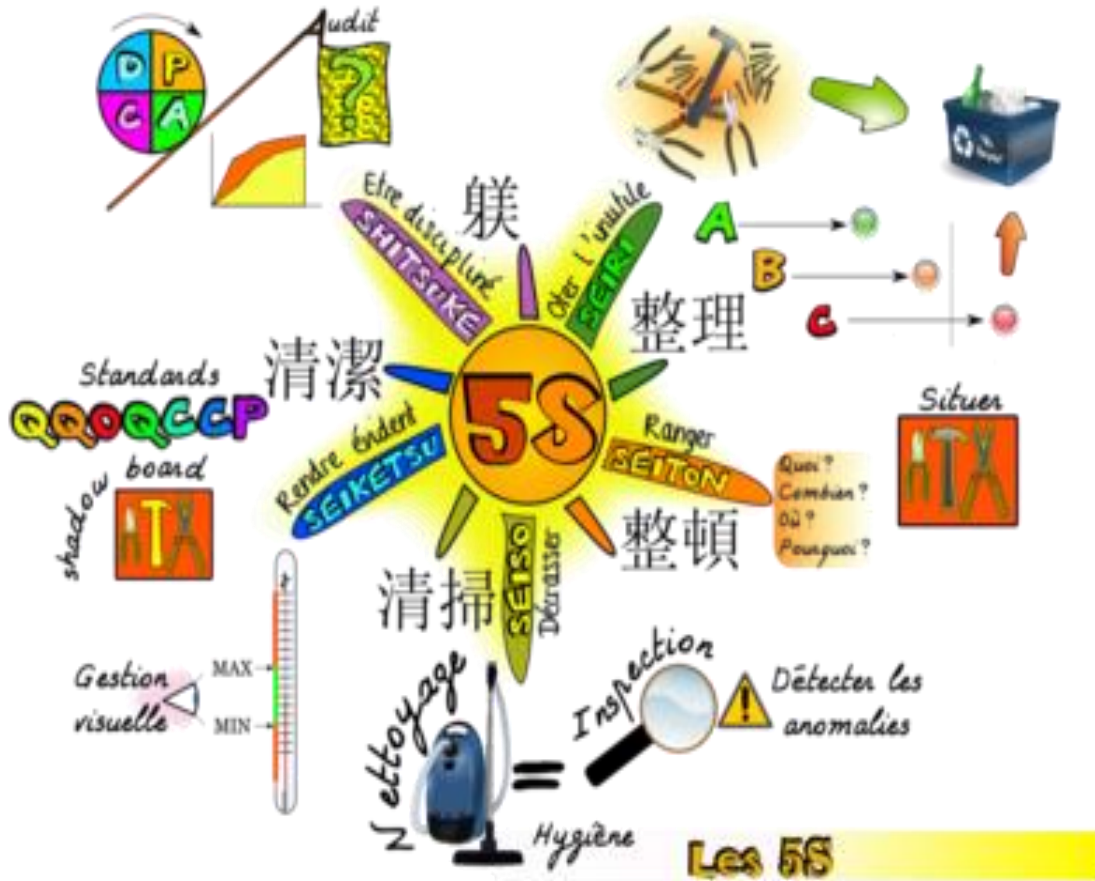 D P
C A
Audit
?
Etre discipliné
SHITSUKE
躾
Oter l'inutile
SEIRI
整理
A
B
C
清潔
Standards
QQOQCCP
5S
Ranger
SEITON
Situer
Rendre évident
SEIKETSU
shadow board
Quoi?
Combien?
Où?
Pourquoi?
整頓
清掃
SEISO
Décrasser
Gestion
visuelle
MAX
MIN
Nettoyage
=
Inspection
Détecter les
anomalies
Hygiène
Les 5S